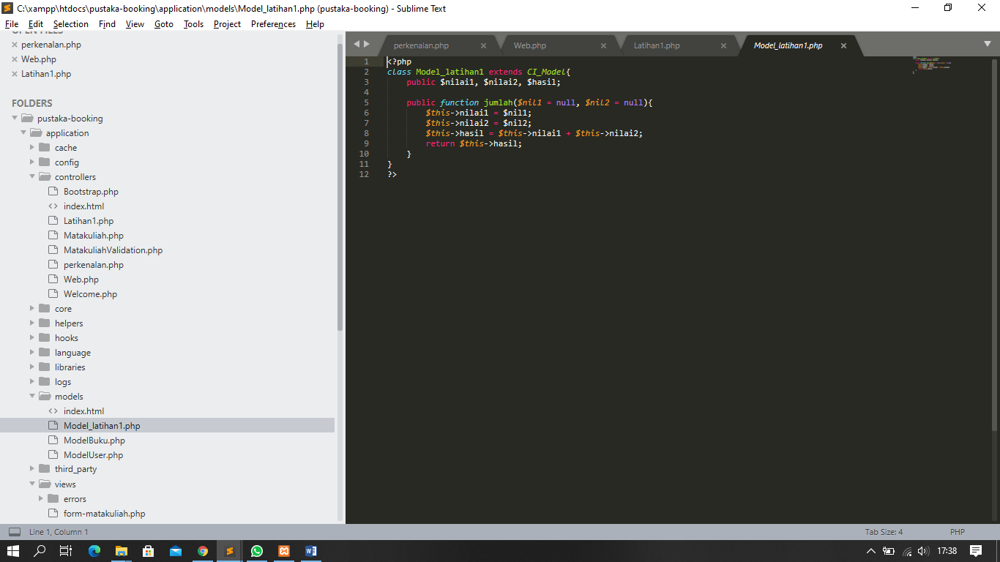 C:\xampp\htdocs\pustaka-booking\application\models\Model_latihan1.php (pustaka-booking) - Sublime Text
File Edit Selection Find View Goto Tools Project Preferences Help
OPEN FILES
perkenalan.php
Web.php
Latihan1.php
FOLDERS
pustaka-booking
application
cache
config
controllers
Bootstrap.php
index.html
Latihan1.php
Matakuliah.php
MatakuliahValidation.php
perkenalan.php
Web.php
Welcome.php
core
helpers
hooks
language
libraries
logs
models
index.html
Model_latihan1.php
ModelBuku.php
ModelUser.php
third_party
views
errors
form-matakuliah.php
perkenalan.php Web.php Latihan1.php Model_latihan1.php
1 <?php
2 class Model_latihan1 extends CI_Model{
3 public $nilai1, $nilai2, $hasil;
4
5 public function jumlah($nil1 = null, $nil2 = null){
6 $this->nilai1 = $nil1;
7 $this->nilai2 = $nil2;
8 $this->hasil = $this->nilai1 + $this->nilai2;
9 return $this->hasil;
10 }
11 }
12 ?>
Line 1, Column 1 Tab Size: 4 PHP
17:38